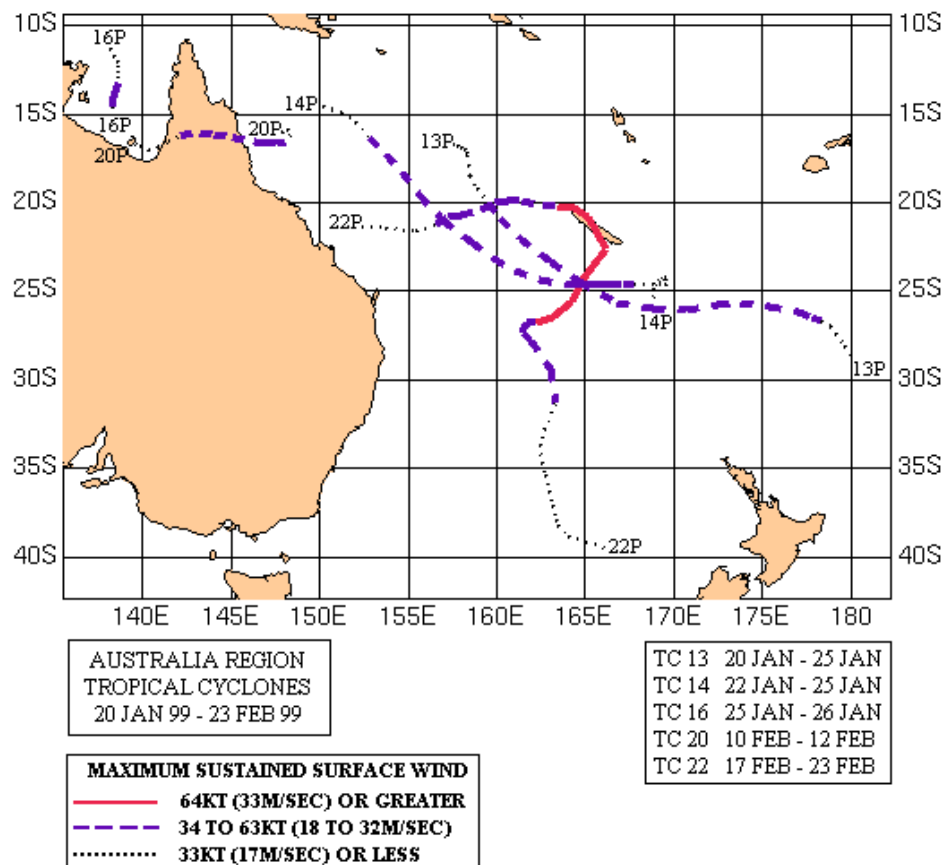 10S 10S
16P
15S 14P 15S
16P 20P
20P 13P
20S 20S
22P
25S 25S
14P
13P
30S 30S
35S 35S
22P
40S 40S
140E 145E 150E 155E 160E 165E 170E 175E 180
AUSTRALIA REGION
TROPICAL CYCLONES
20 JAN 99 - 23 FEB 99
TC 13 20 JAN - 25 JAN
TC 14 22 JAN - 25 JAN
TC 16 25 JAN - 26 JAN
TC 20 10 FEB - 12 FEB
TC 22 17 FEB - 23 FEB
MAXIMUM SUSTAINED SURFACE WIND
64KT (33M/SEC) OR GREATER
34 TO 63KT (18 TO 32M/SEC)
33KT (17M/SEC) OR LESS